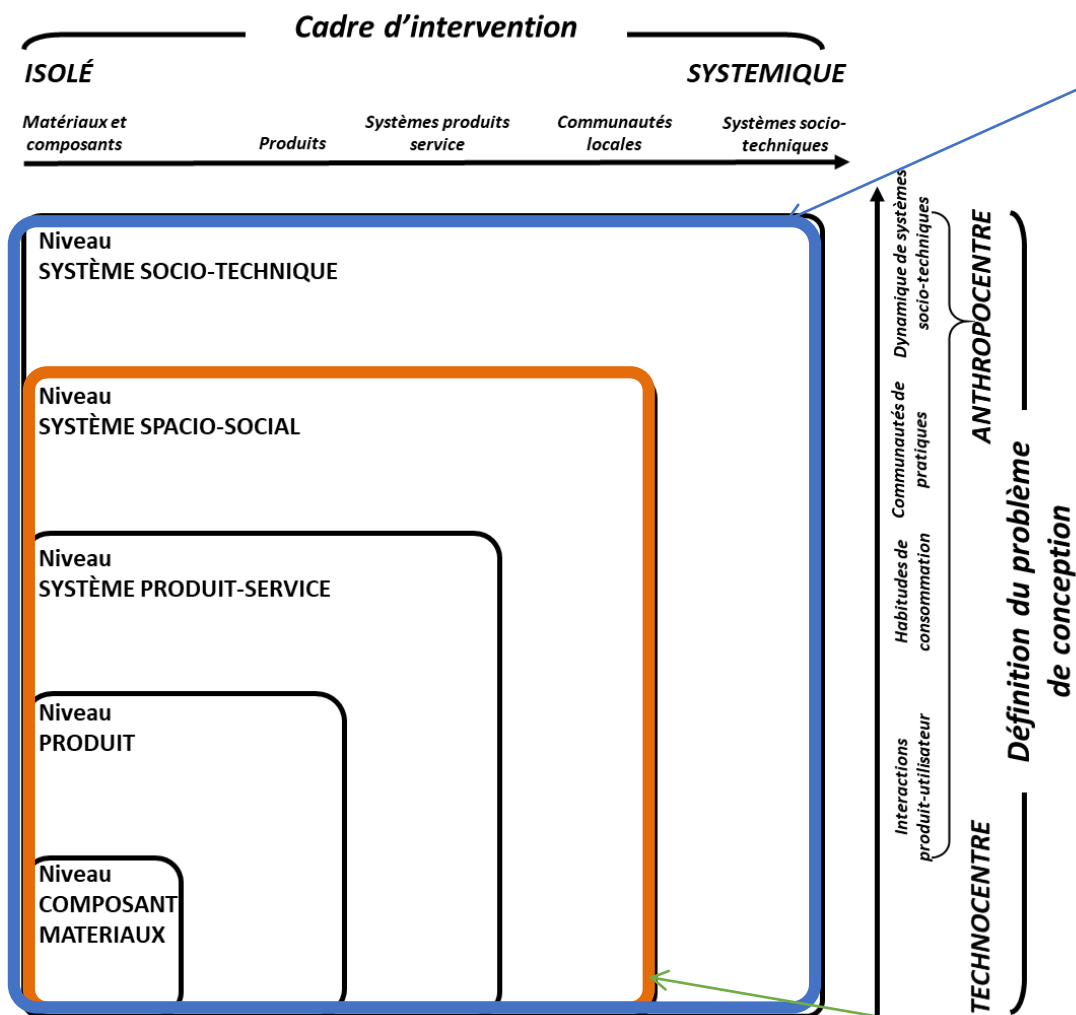 Cadre d'intervention
ISOLÉ
SYSTEMIQUE
Matériaux et
composants
Produits
Systèmes produits
service
Communautés
locales
Systèmes socio-
techniques
Niveau
SYSTÈME SOCIO-TECHNIQUE
Niveau
SYSTÈME SPACIO-SOCIAL
Niveau
SYSTÈME PRODUIT-SERVICE
Niveau
PRODUIT
Niveau
COMPOSANT
MATERIAUX
Dynamique de systèmes
socio-techniques
Communautés de
pratiques
Habitudes de
consommation
Interactions
produit-utilisateur
ANTHROPOCENTRE
TECHNOCENTRE
Définition du problème
de conception